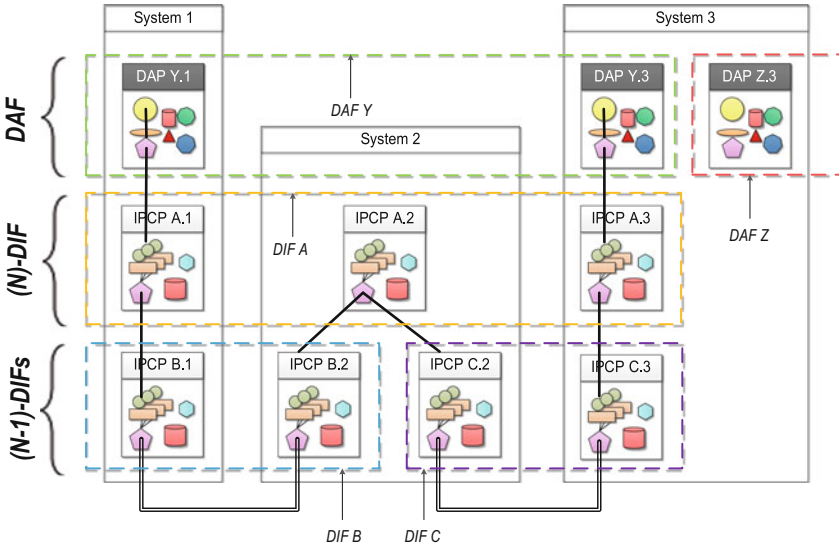 System 1
System 3
DAF
DAP Y.1
DAP Y.3
DAP Z.3
DAF Y
System 2
(N)-DIF
IPCP A.1
IPCP A.2
IPCP A.3
DIF A
DAF Z
(N-1)-DIFs
IPCP B.1
IPCP B.2
IPCP C.2
IPCP C.3
DIF B
DIF C